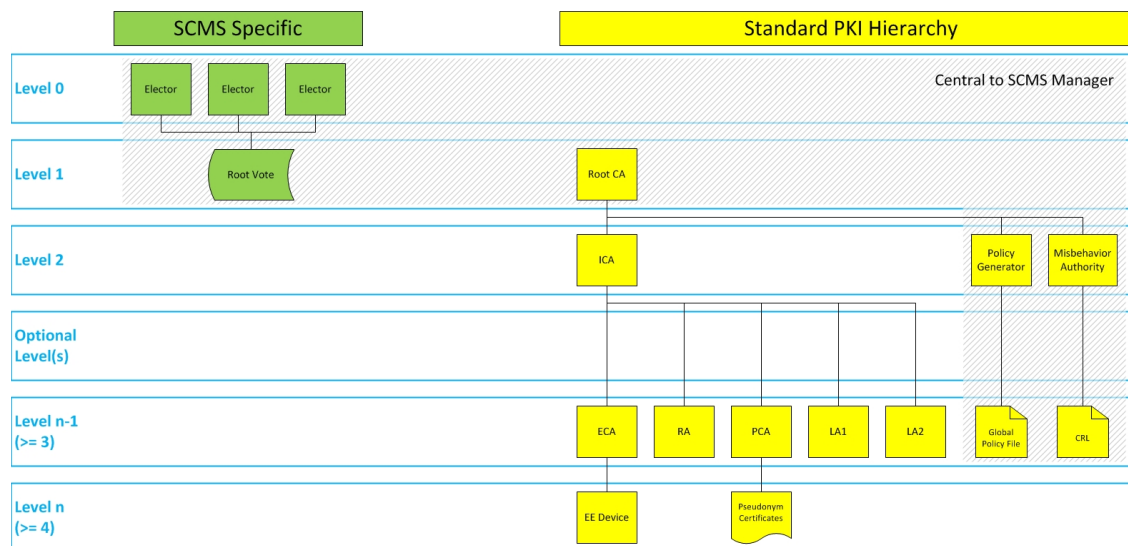 SCMS Specific
Standard PKI Hierarchy
Level 0
Elector
Elector
Elector
Central to SCMS Manager
Level 1
Root Vote
Root CA
Level 2
ICA
Policy
Generator
Misbehavior
Authority
Optional
Level(s)
Level n-1
(>= 3)
ECA
RA
PCA
LA1
LA2
Global
Policy File
CRL
Level n
(>= 4)
EE Device
Pseudonym
Certificates